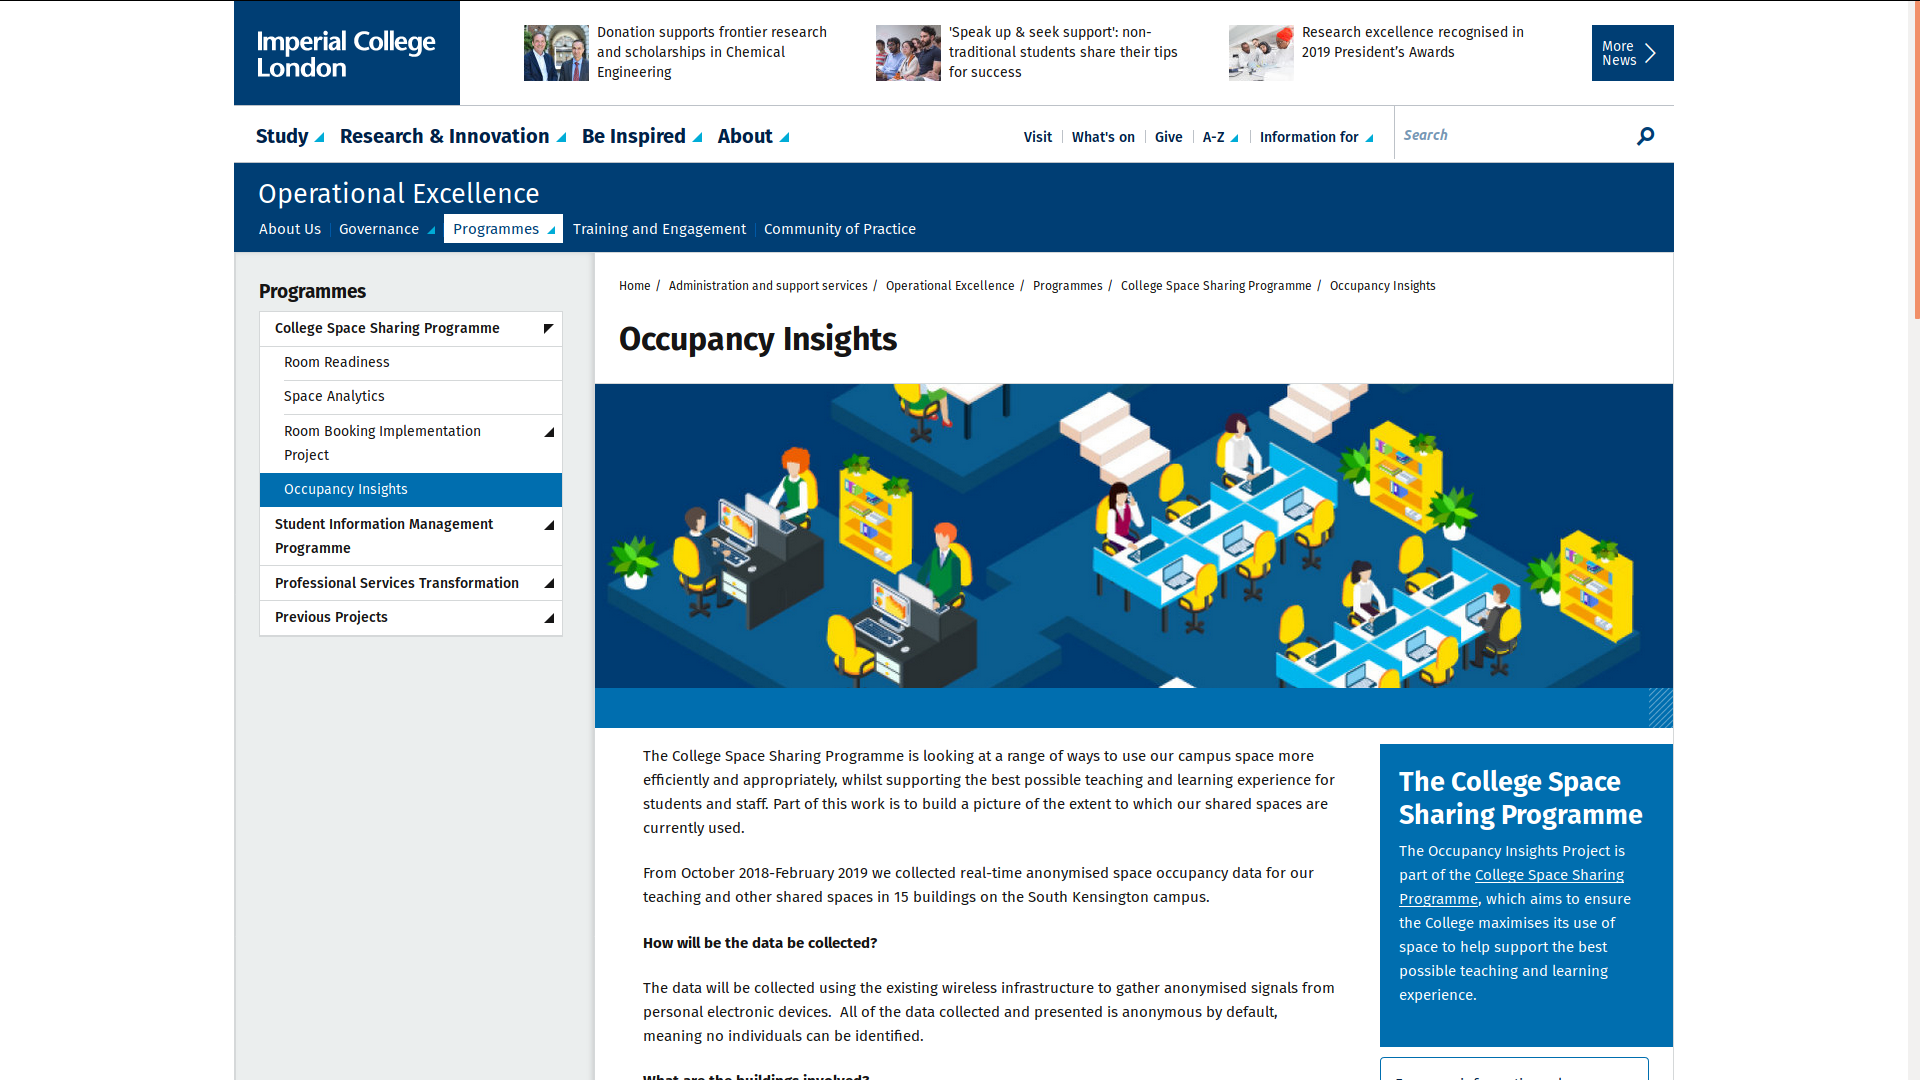 Imperial College
London
Donation supports frontier research
and scholarships in Chemical
Engineering
'Speak up & seek support': non-
traditional students share their tips
for success
Research excellence recognised in
2019 President's Awards
More
News
Study
Research & Innovation
Be Inspired
About
Visit
What's on
Give
A-Z
Information for
Search
Operational Excellence
About Us
Governance
Programmes
Training and Engagement
Community of Practice
Programmes
College Space Sharing Programme
Room Readiness
Space Analytics
Room Booking Implementation
Project
Occupancy Insights
Student Information Management
Programme
Professional Services Transformation
Previous Projects
Home / Administration and support services / Operational Excellence / Programmes / College Space Sharing Programme / Occupancy Insights
Occupancy Insights
The College Space Sharing Programme is looking at a range of ways to use our campus space more
efficiently and appropriately, whilst supporting the best possible teaching and learning experience for
students and staff. Part of this work is to build a picture of the extent to which our shared spaces are
currently used.
From October 2018-February 2019 we collected real-time anonymised space occupancy data for our
teaching and other shared spaces in 15 buildings on the South Kensington campus.
How will be the data be collected?
The data will be collected using the existing wireless infrastructure to gather anonymised signals from
personal electronic devices.  All of the data collected and presented is anonymous by default,
meaning no individuals can be identified.
What are the buildings involved?
The College Space
Sharing Programme
The Occupancy Insights Project is
part of the College Space Sharing
Programme, which aims to ensure
the College maximises its use of
space to help support the best
possible teaching and learning
experience.